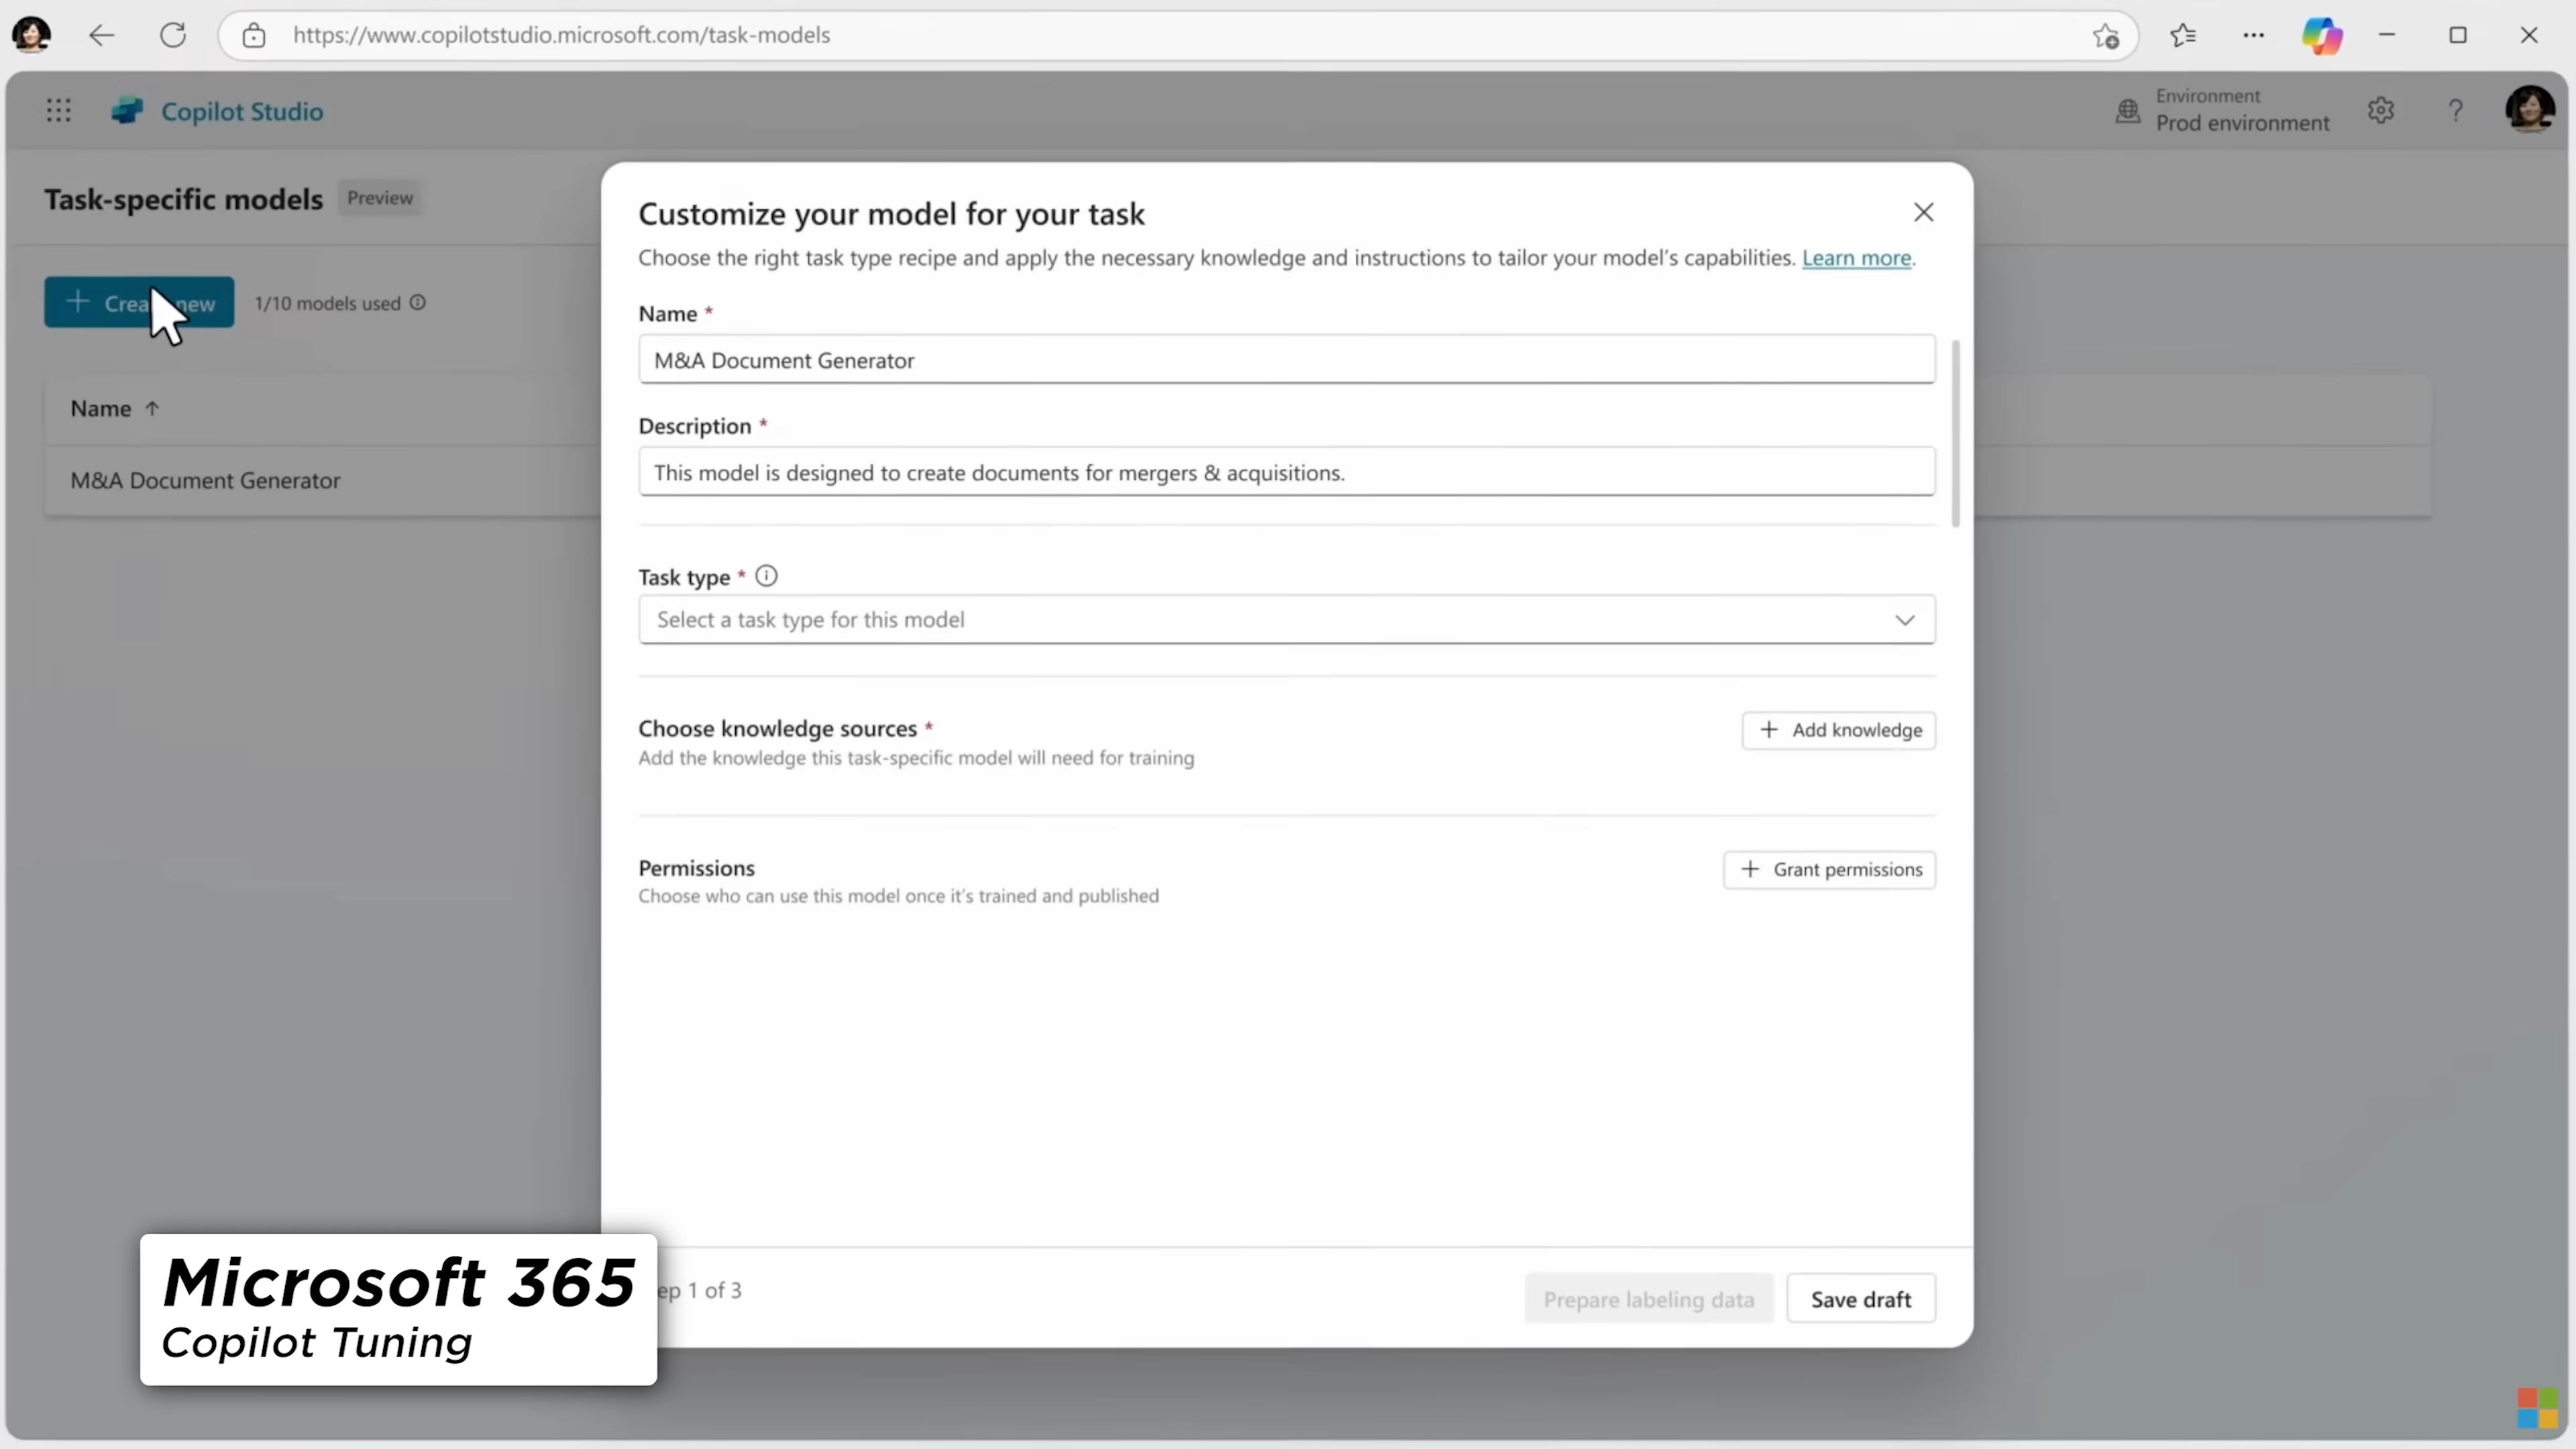 https://www.copilotstudio.microsoft.com/task-models
Copilot Studio
Environment
Prod environment
Task-specific models
Preview
Create new
1/10 models used
Name
M&A Document Generator
Customize your model for your task
Choose the right task type recipe and apply the necessary knowledge and instructions to tailor your model's capabilities. Learn more.
Name *
M&A Document Generator
Description *
This model is designed to create documents for mergers & acquisitions.
Task type *
Select a task type for this model
Choose knowledge sources *
Add the knowledge this task-specific model will need for training
Add knowledge
Permissions
Choose who can use this model once it's trained and published
Grant permissions
ep 1 of 3
Prepare labeling data
Save draft
Microsoft 365
Copilot Tuning